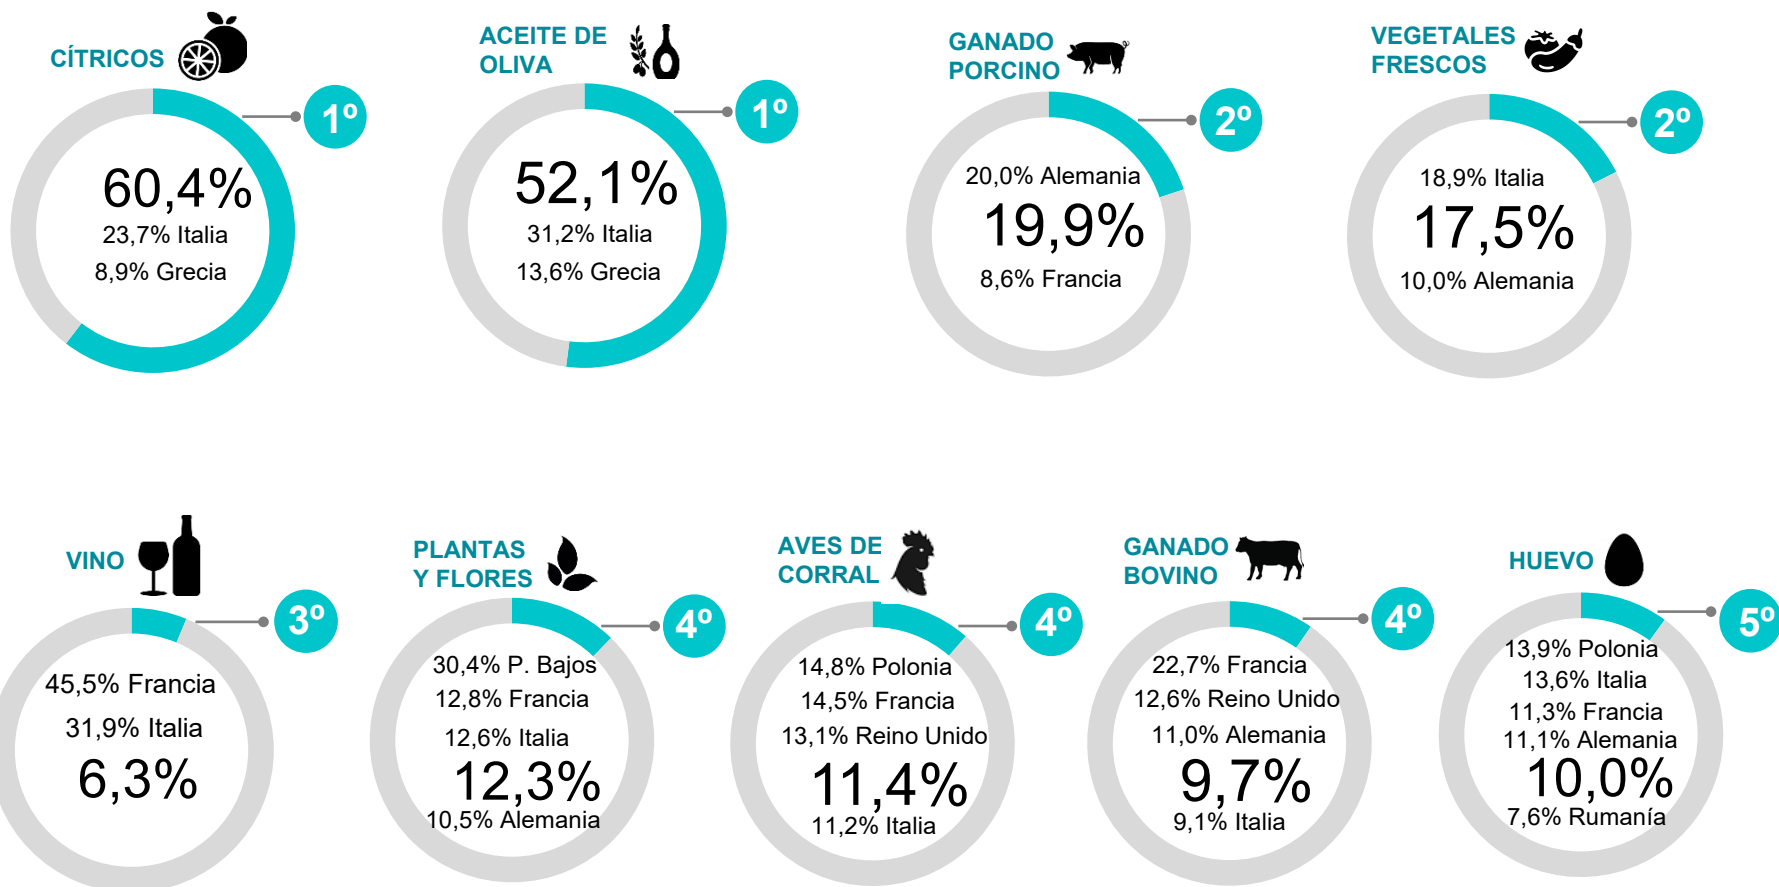 CÍTRICOS
1º
60,4%
23,7% Italia
8,9% Grecia
ACEITE DE
OLIVA
1º
52,1%
31,2% Italia
13,6% Grecia
GANADO
PORCINO
2º
20,0% Alemania
19,9%
8,6% Francia
VEGETALES
FRESCOS
2º
18,9% Italia
17,5%
10,0% Alemania
VINO
3º
45,5% Francia
31,9% Italia
6,3%
PLANTAS
Y FLORES
4º
30,4% P. Bajos
12,8% Francia
12,6% Italia
12,3%
10,5% Alemania
AVES DE
CORRAL
4º
14,8% Polonia
14,5% Francia
13,1% Reino Unido
11,4%
11,2% Italia
GANADO
BOVINO
4º
22,7% Francia
12,6% Reino Unido
11,0% Alemania
9,7%
9,1% Italia
HUEVO
5º
13,9% Polonia
13,6% Italia
11,3% Francia
11,1% Alemania
10,0%
7,6% Rumanía